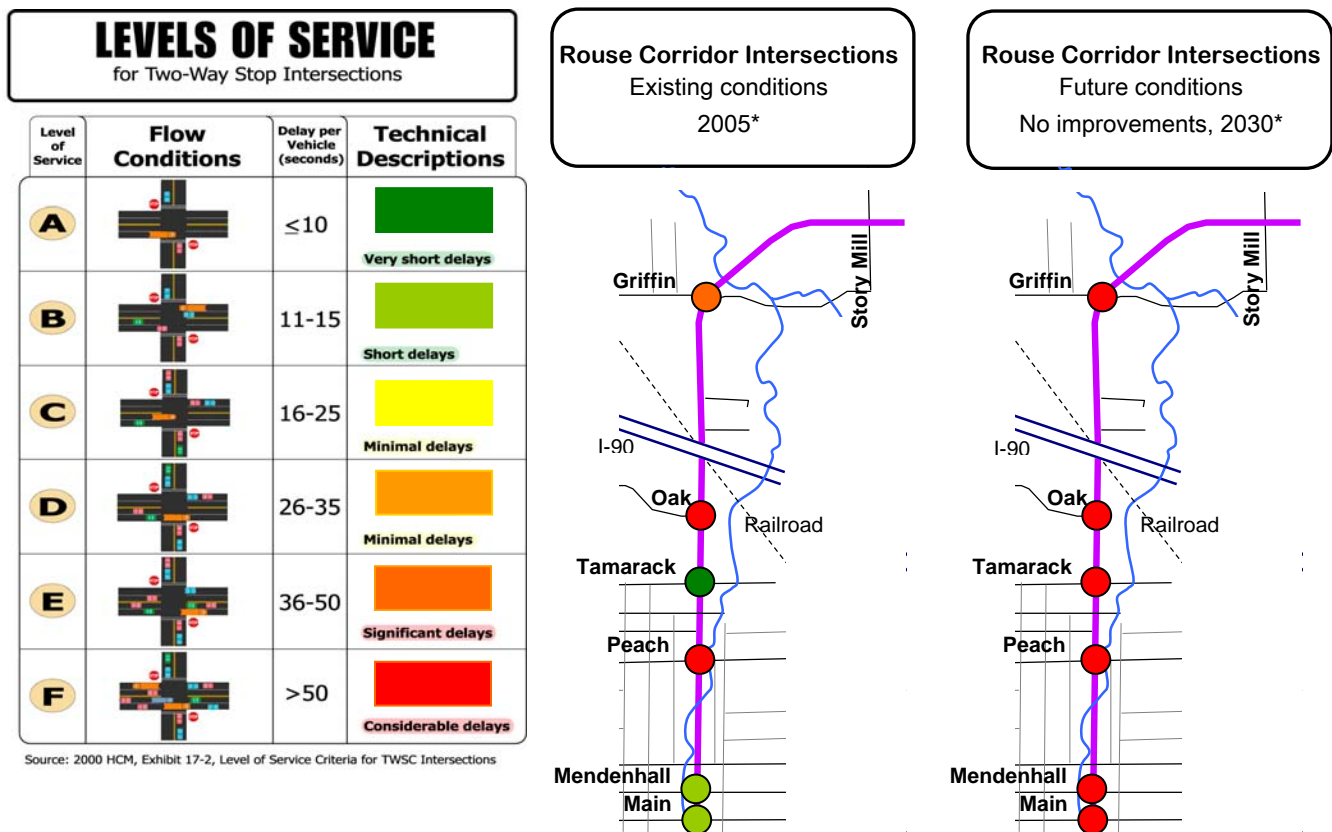 LEVELS OF SERVICE
for Two-Way Stop Intersections
Level of Service
Flow Conditions
Delay per Vehicle (seconds)
Technical Descriptions
A
≤10
Very short delays
B
11-15
Short delays
C
16-25
Minimal delays
D
26-35
Minimal delays
E
36-50
Significant delays
F
>50
Considerable delays
Source: 2000 HCM, Exhibit 17-2, Level of Service Criteria for TWSC Intersections
Rouse Corridor Intersections
Existing conditions
2005*
Griffin
Story Mill
I-90
Oak
Railroad
Tamarack
Peach
Mendenhall
Main
Rouse Corridor Intersections
Future conditions
No improvements, 2030*
Griffin
Story Mill
I-90
Oak
Railroad
Tamarack
Peach
Mendenhall
Main